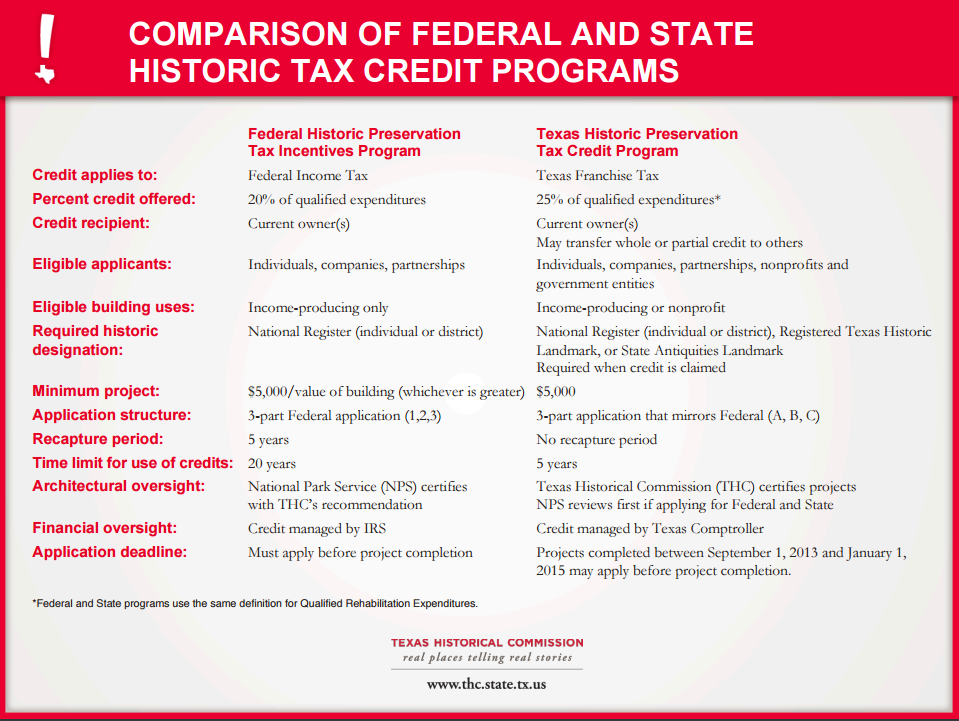 COMPARISON OF FEDERAL AND STATE
HISTORIC TAX CREDIT PROGRAMS
Federal Historic Preservation
Tax Incentives Program
Texas Historic Preservation
Tax Credit Program
Credit applies to: Federal Income Tax Texas Franchise Tax
Percent credit offered: 20% of qualified expenditures 25% of qualified expenditures*
Credit recipient: Current owner(s) Current owner(s)
May transfer whole or partial credit to others
Eligible applicants: Individuals, companies, partnerships Individuals, companies, partnerships, nonprofits and
government entities
Eligible building uses: Income-producing only Income-producing or nonprofit
Required historic
designation:
National Register (individual or district)
National Register (individual or district), Registered Texas Historic
Landmark, or State Antiquities Landmark
Required when credit is claimed
Minimum project: $5,000/value of building (whichever is greater) $5,000
Application structure: 3-part Federal application (1,2,3) 3-part application that mirrors Federal (A, B, C)
Recapture period: 5 years No recapture period
Time limit for use of credits: 20 years 5 years
Architectural oversight:
National Park Service (NPS) certifies
with THC's recommendation
Texas Historical Commission (THC) certifies projects
NPS reviews first if applying for Federal and State
Financial oversight: Credit managed by IRS Credit managed by Texas Comptroller
Application deadline: Must apply before project completion Projects completed between September 1, 2013 and January 1,
2015 may apply before project completion.
*Federal and State programs use the same definition for Qualified Rehabilitation Expenditures.
TEXAS HISTORICAL COMMISSION
real places telling real stories
www.thc.state.tx.us